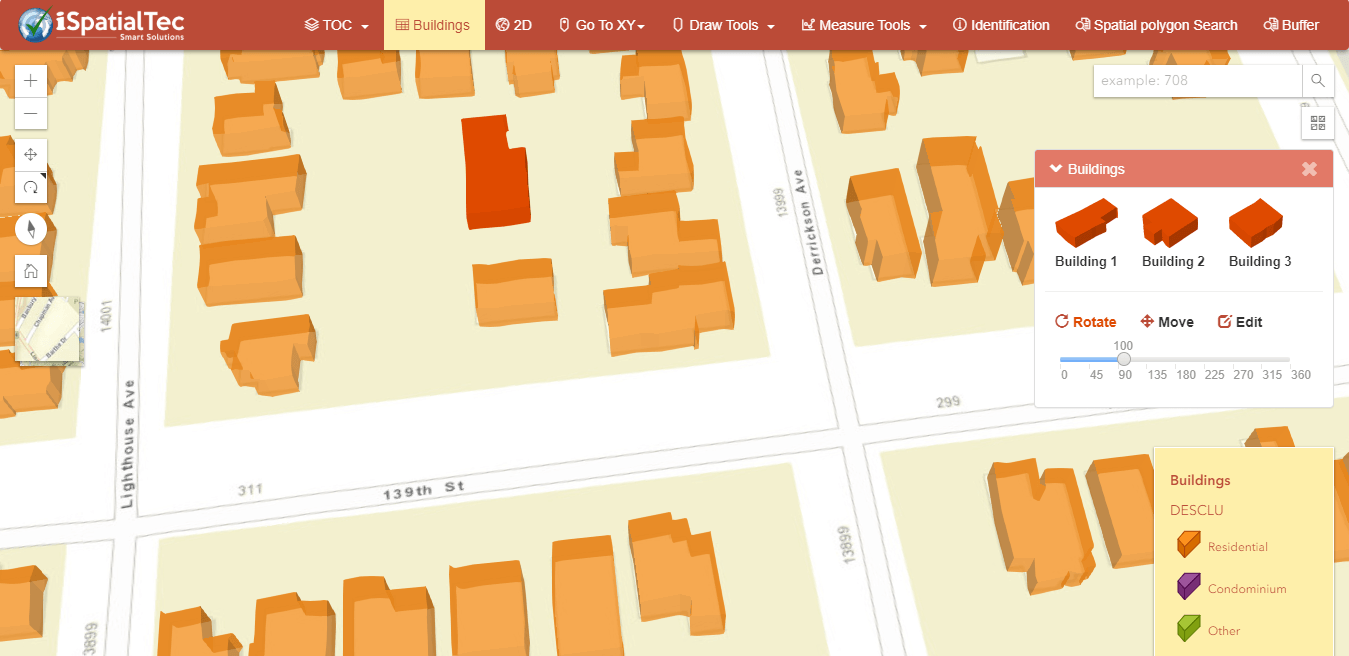 iSpatialTec
Smart Solutions
TOC
Buildings
2D
Go To XY
Draw Tools
Measure Tools
Identification
Spatial polygon Search
Buffer
example: 708
Buildings
Building 1 Building 2 Building 3
Rotate Move Edit
100
0 45 90 135 180 225 270 315 360
13999
Derrickson Ave
14001
Lighthouse Ave
299
311
139th St
13899
13899
Buildings
DESCLU
Residential
Condominium
Other